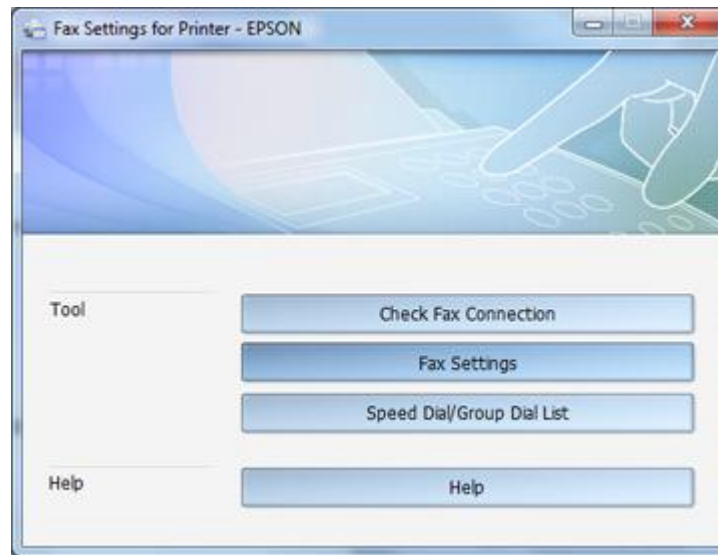 Fax Settings for Printer - EPSON
Tool
Check Fax Connection
Fax Settings
Speed Dial/Group Dial List
Help
Help